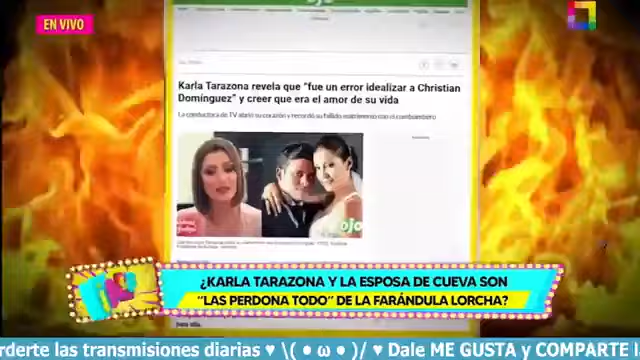 EN VIVO
ojo
Karla Tarazona revela que "fue un error idealizar a Christian
Domínguez" y creer que era el amor de su vida
La conductora de TV abrió su corazón y recordó su fallido matrimonio con el cumbiambero
ojo
¿KARLA TARAZONA Y LA ESPOSA DE CUEVA SON
"LAS PERDONA TODO" DE LA FARÁNDULA LORCHA?
rderte las transmisiones diarias ♥ \( • ω • )/ ♥ Dale ME GUSTA y COMPARTE l